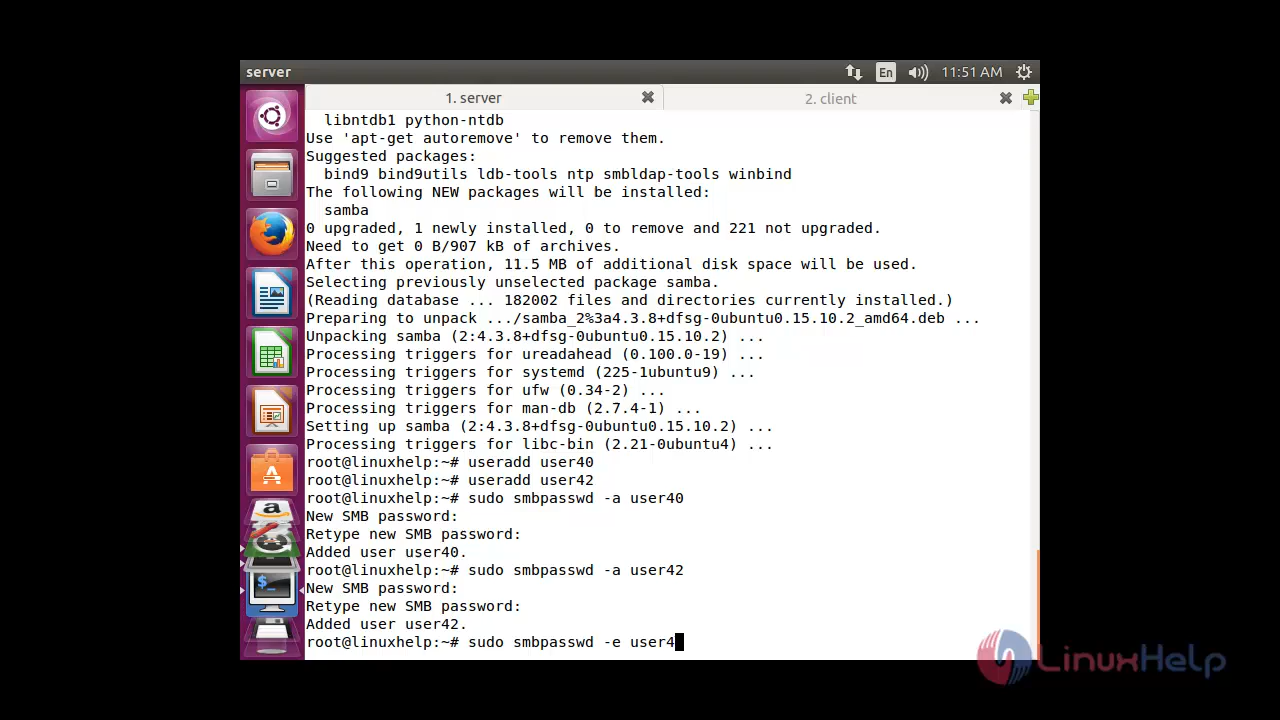 server
En
11:51 AM
1. server
2. client
libntdb1 python-ntdb
Use 'apt-get autoremove' to remove them.
Suggested packages:
bind9 bind9utils ldb-tools ntp smbldap-tools winbind
The following NEW packages will be installed:
samba
0 upgraded, 1 newly installed, 0 to remove and 221 not upgraded.
Need to get 0 B/907 kB of archives.
After this operation, 11.5 MB of additional disk space will be used.
Selecting previously unselected package samba.
(Reading database ... 182002 files and directories currently installed.)
Preparing to unpack .../samba_2%3a4.3.8+dfsg-0ubuntu0.15.10.2_amd64.deb ...
Unpacking samba (2:4.3.8+dfsg-0ubuntu0.15.10.2) ...
Processing triggers for ureadahead (0.100.0-19) ...
Processing triggers for systemd (225-1ubuntu9) ...
Processing triggers for ufw (0.34-2) ...
Processing triggers for man-db (2.7.4-1) ...
Setting up samba (2:4.3.8+dfsg-0ubuntu0.15.10.2) ...
Processing triggers for libc-bin (2.21-0ubuntu4) ...
root@linuxhelp:~# useradd user40
root@linuxhelp:~# useradd user42
root@linuxhelp:~# sudo smbpasswd -a user40
New SMB password:
Retype new SMB password:
Added user user40.
root@linuxhelp:~# sudo smbpasswd -a user42
New SMB password:
Retype new SMB password:
Added user user42.
root@linuxhelp:~# sudo smbpasswd -e user4
LinuxHelp